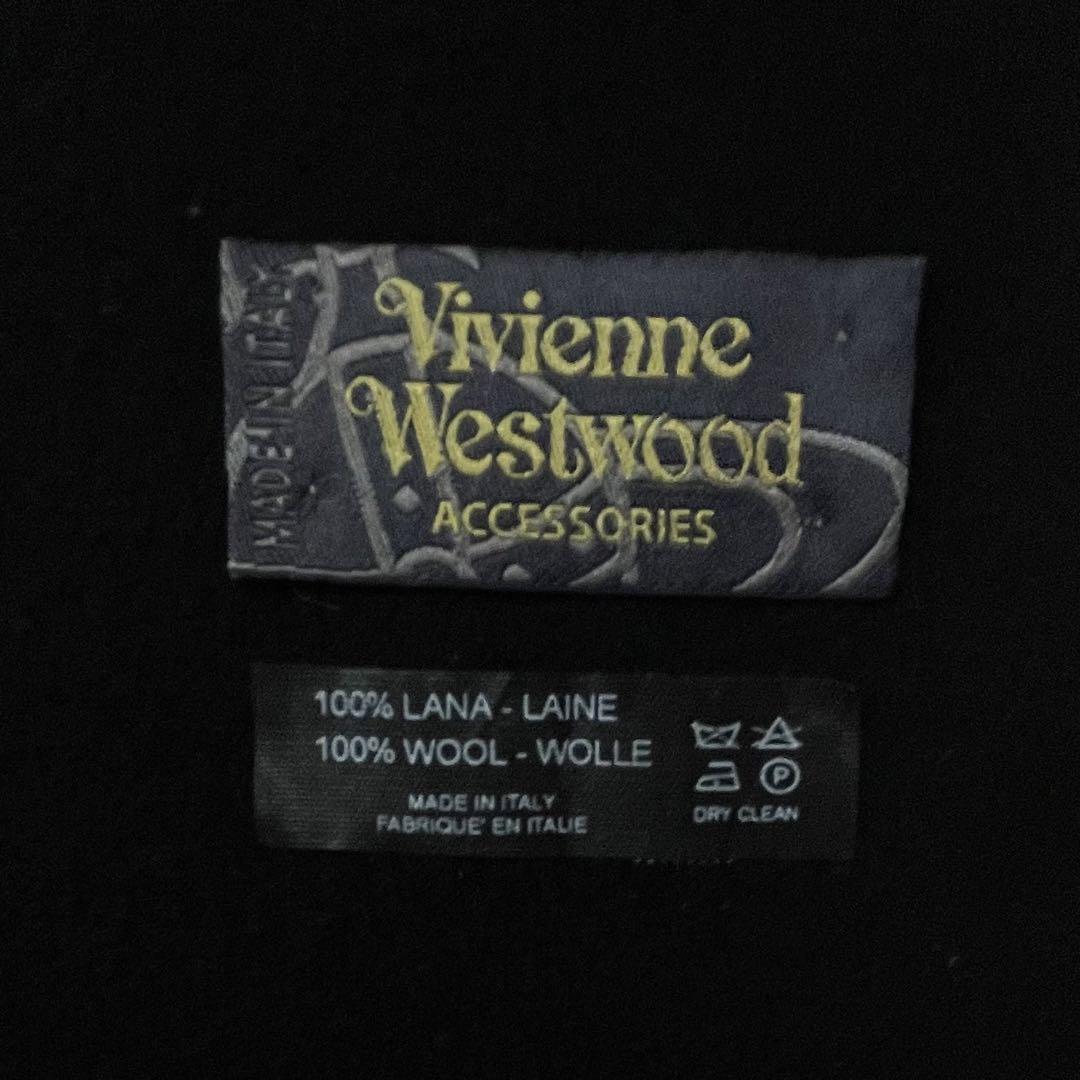 MADE IN ITALY
Vivienne
Westwood
ACCESSORIES
100% LANA - LAINE
100% WOOL - WOLLE
MADE IN ITALY
FABRIQUE' EN ITALIE
P
DRY CLEAN